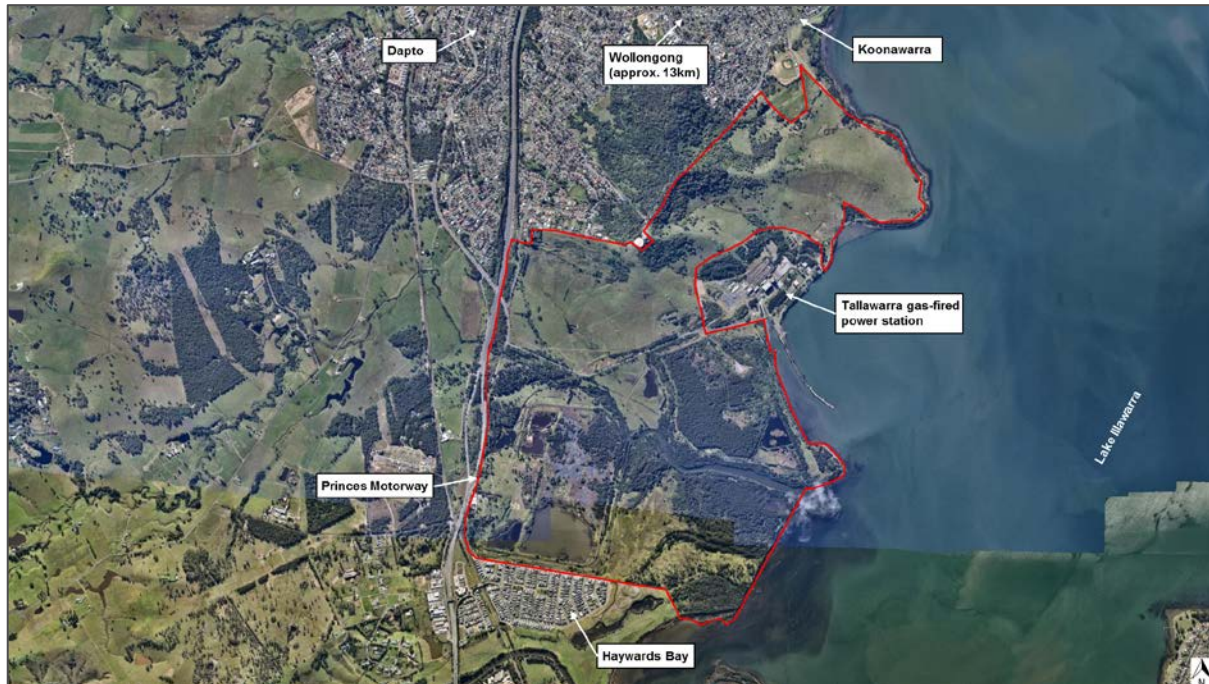 Dapto
Wollongong
(approx. 13km)
Koonawarra
Tallawarra gas-fired
power station
Lake Illawarra
Princes Motorway
Haywards Bay
N